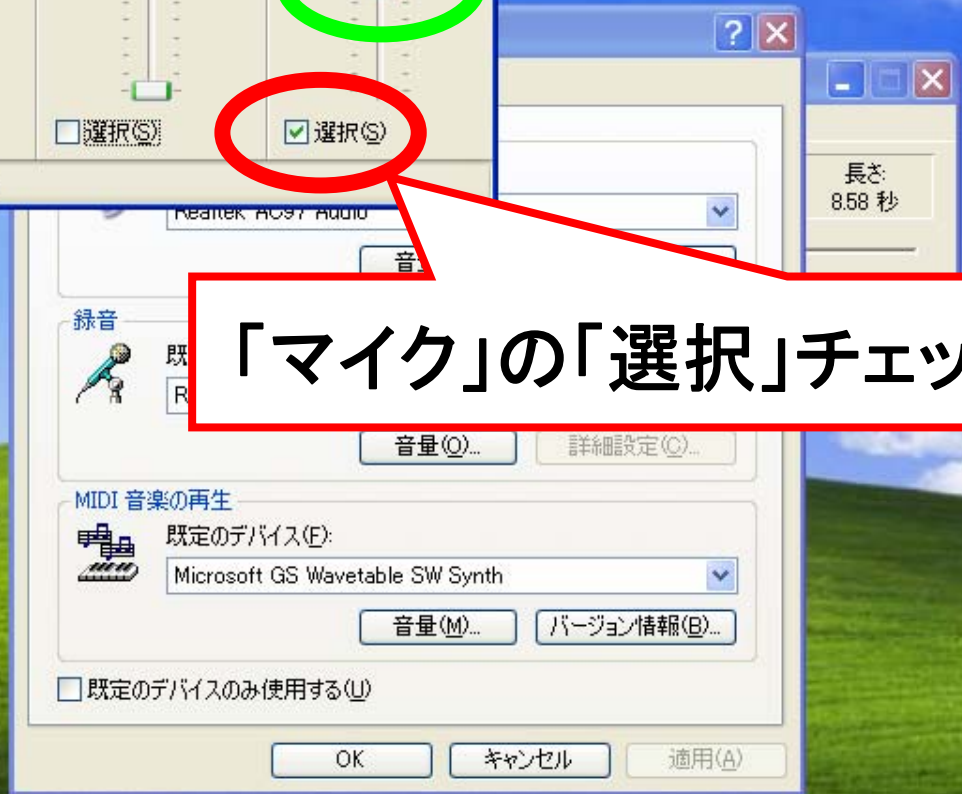 選択(S)
選択(S)
長さ:
8.58 秒
Realtek AC97 Audio
録音
「マイク」の「選択」チェッ
音量(O)...
詳細設定(C)...
MIDI 音楽の再生
既定のデバイス(F):
Microsoft GS Wavetable SW Synth
音量(M)...
バージョン情報(B)...
既定のデバイスのみ使用する(U)
OK
キャンセル
適用(A)